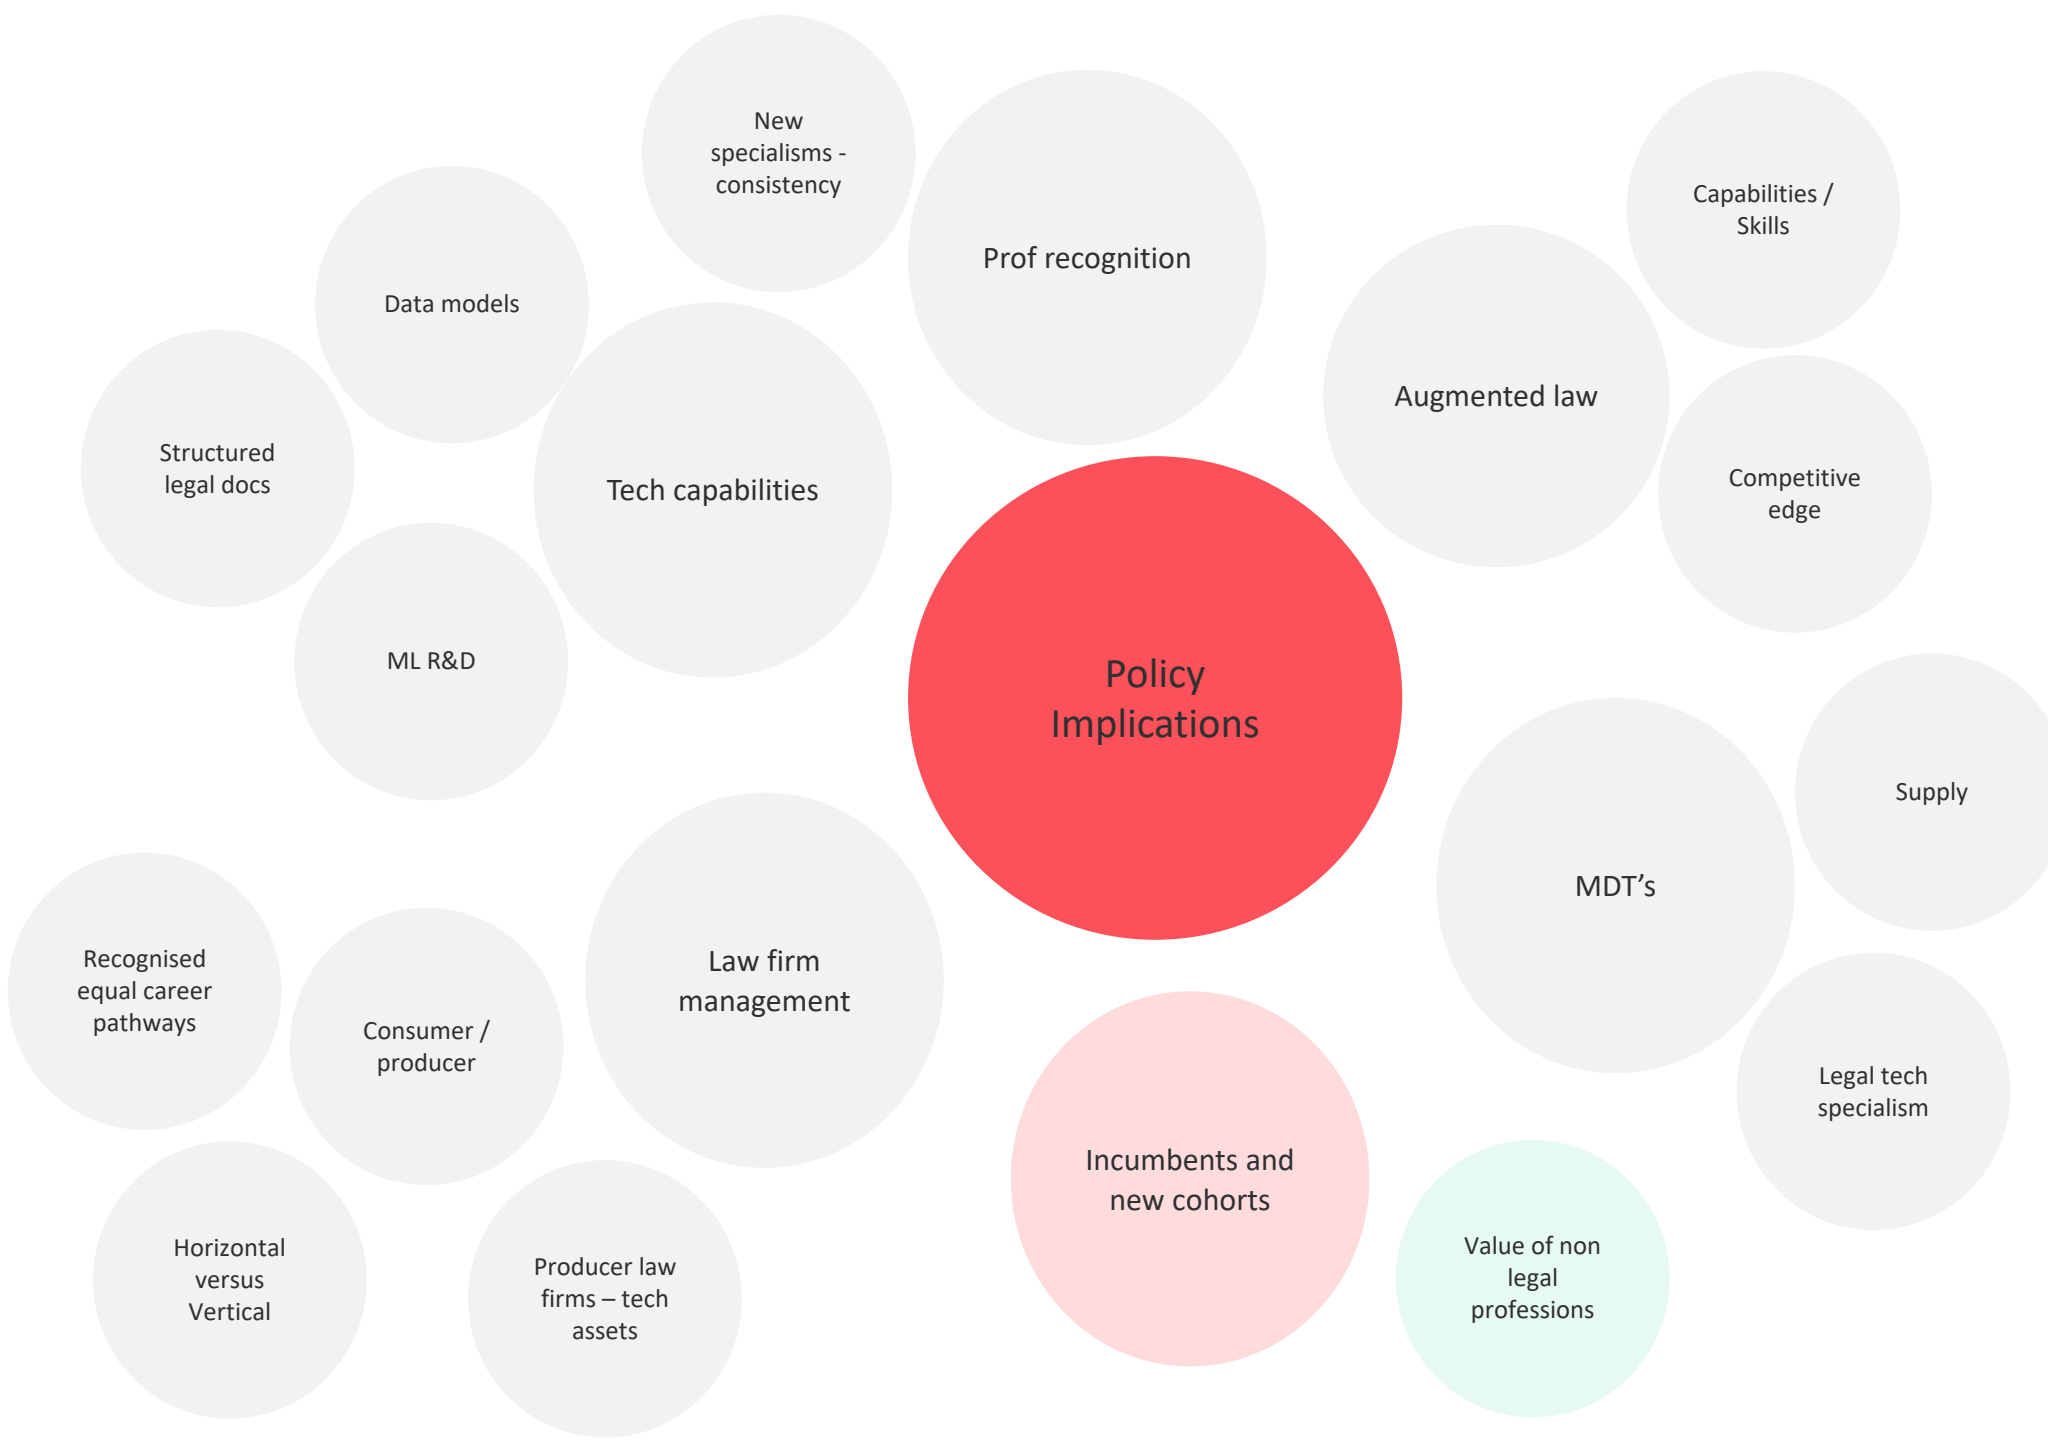 New
specialisms -
consistency
Prof recognition
Capabilities /
Skills
Data models
Augmented law
Structured
legal docs
Tech capabilities
Competitive
edge
ML R&D
Policy
Implications
Supply
MDT’s
Recognised
equal career
pathways
Consumer /
producer
Law firm
management
Legal tech
specialism
Incumbents and
new cohorts
Horizontal
versus
Vertical
Producer law
firms – tech
assets
Value of non
legal
professions